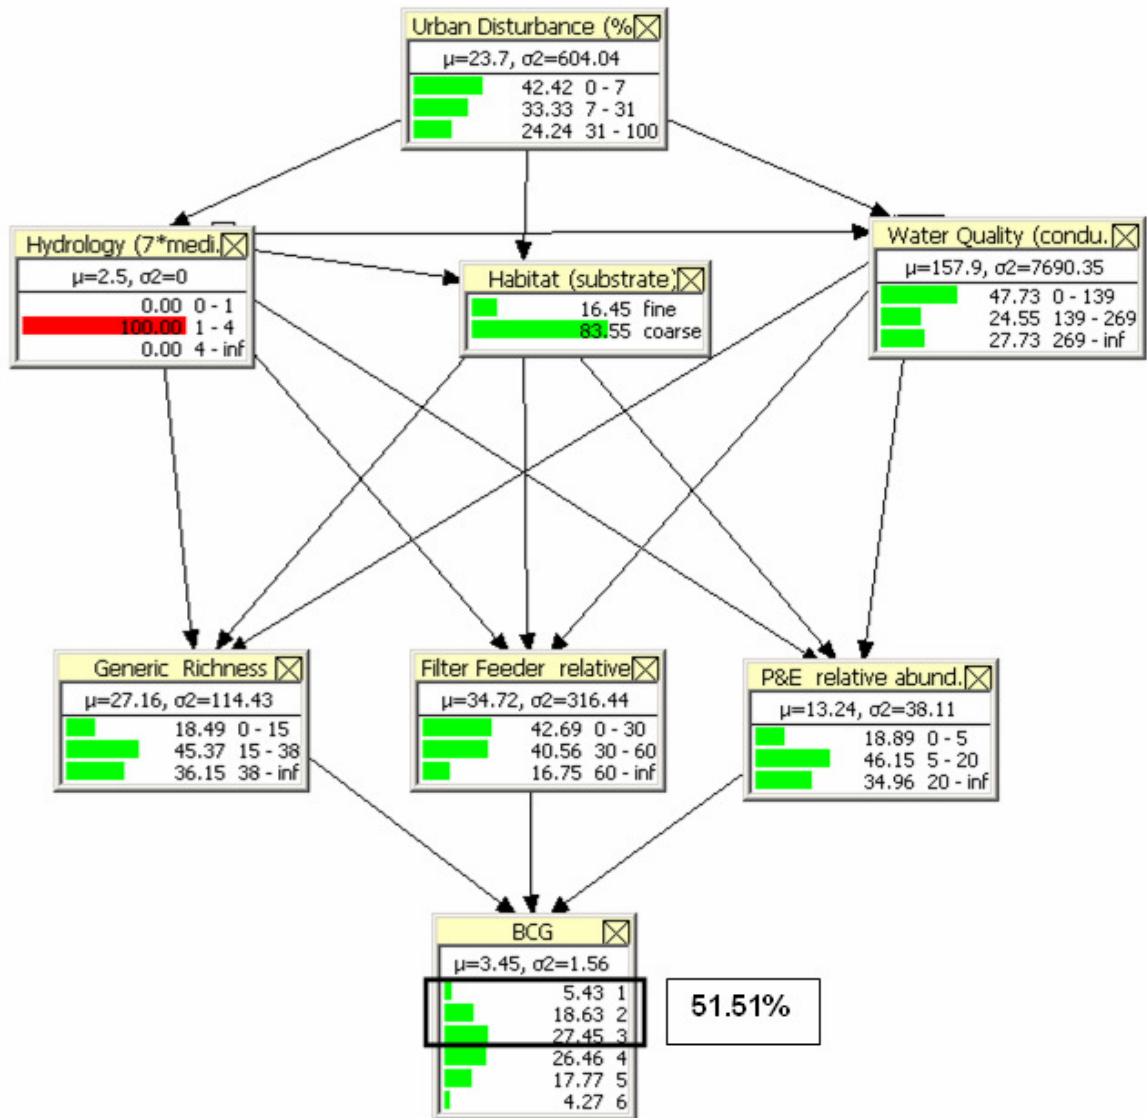 Urban Disturbance (%
μ=23.7, σ2=604.04
42.42 0 - 7
33.33 7 - 31
24.24 31 - 100
Hydrology (7*medi.
μ=2.5, σ2=0
0.00 0 - 1
100.00 1 - 4
0.00 4 - inf
Habitat (substrate)
16.45 fine
83.55 coarse
Water Quality (condu.
μ=157.9, σ2=7690.35
47.73 0 - 139
24.55 139 - 269
27.73 269 - inf
Generic Richness
μ=27.16, σ2=114.43
18.49 0 - 15
45.37 15 - 38
36.15 38 - inf
Filter Feeder relative
μ=34.72, σ2=316.44
42.69 0 - 30
40.56 30 - 60
16.75 60 - inf
P&E relative abund.
μ=13.24, σ2=38.11
18.89 0 - 5
46.15 5 - 20
34.96 20 - inf
BCG
μ=3.45, σ2=1.56
5.43 1
18.63 2
27.45 3
26.46 4
17.77 5
4.27 6
51.51%